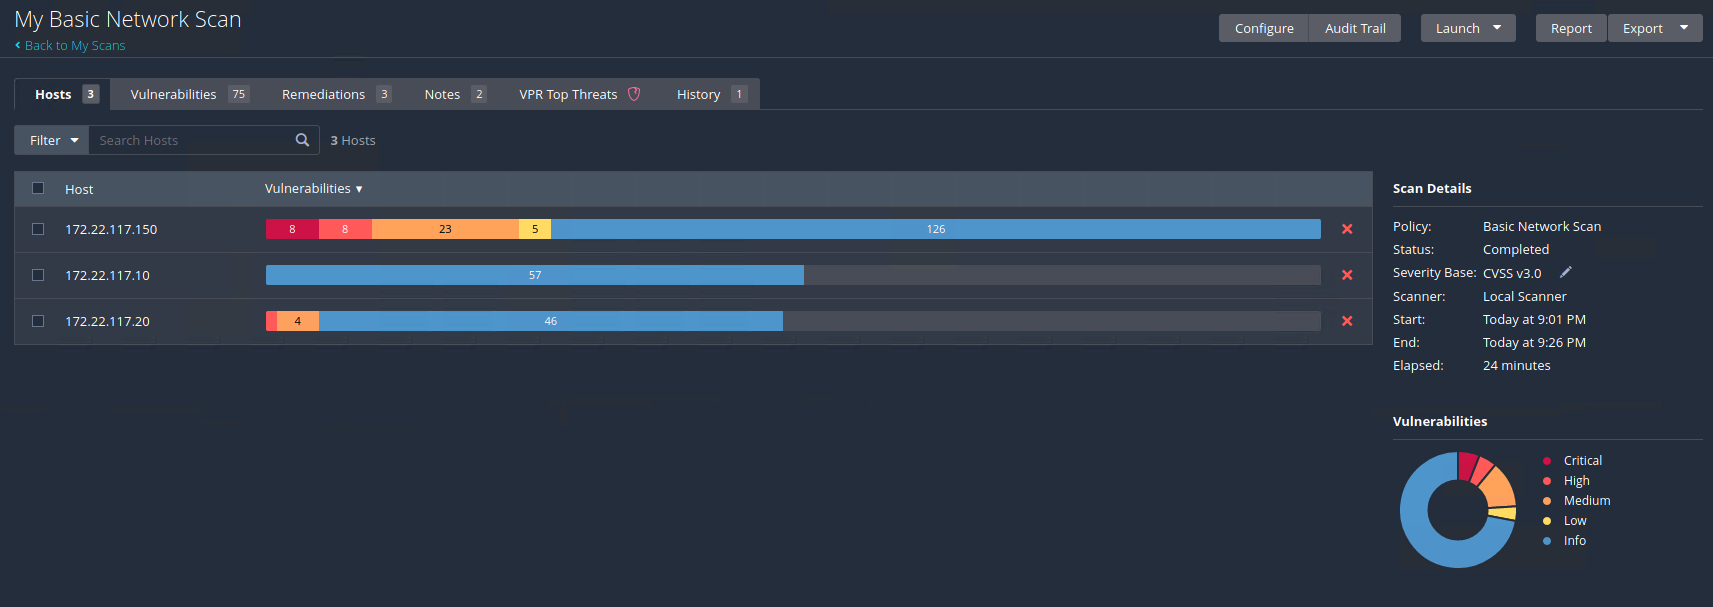 My Basic Network Scan
Back to My Scans
Configure Audit Trail Launch Report Export
Hosts 3 Vulnerabilities 75 Remediations 3 Notes 2 VPR Top Threats History 1
Filter Search Hosts 3 Hosts
Host Vulnerabilities
172.22.117.150 8 8 23 5 126
172.22.117.10 57
172.22.117.20 4 46
Scan Details
Policy: Basic Network Scan
Status: Completed
Severity Base: CVSS v3.0
Scanner: Local Scanner
Start: Today at 9:01 PM
End: Today at 9:26 PM
Elapsed: 24 minutes
Vulnerabilities
Critical
High
Medium
Low
Info